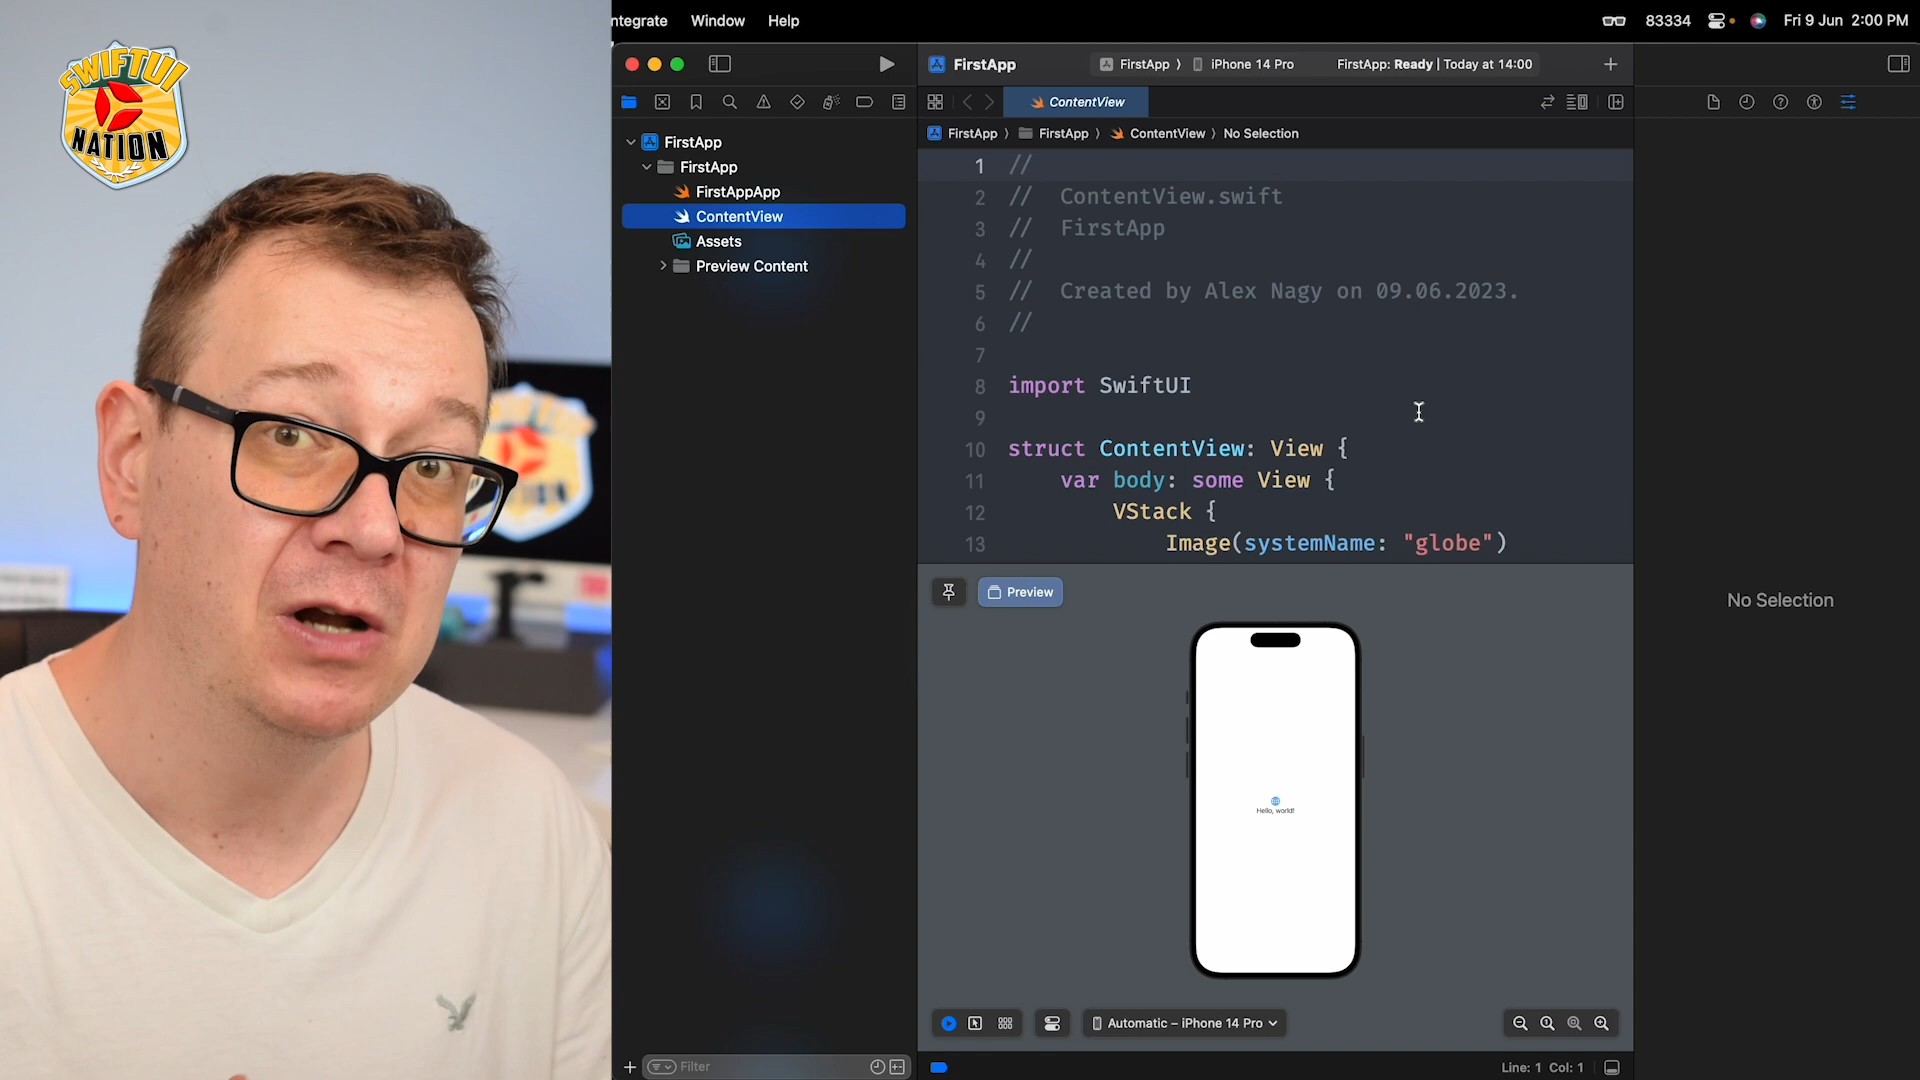 SWIFTUI
NATION
ntegrate Window Help
83334
Fri 9 Jun 2:00 PM
FirstApp
FirstApp
iPhone 14 Pro
FirstApp: Ready | Today at 14:00
ContentView
FirstApp
FirstApp
ContentView
No Selection
FirstApp
FirstApp
FirstAppApp
ContentView
Assets
Preview Content
1 //
2 // ContentView.swift
3 // FirstApp
4 //
5 // Created by Alex Nagy on 09.06.2023.
6 //
7
8 import SwiftUI
9
10 struct ContentView: View {
11 var body: some View {
12 VStack {
13 Image(systemName: "globe")
Preview
No Selection
Hello, world!
Automatic – iPhone 14 Pro
Filter
Line: 1 Col: 1